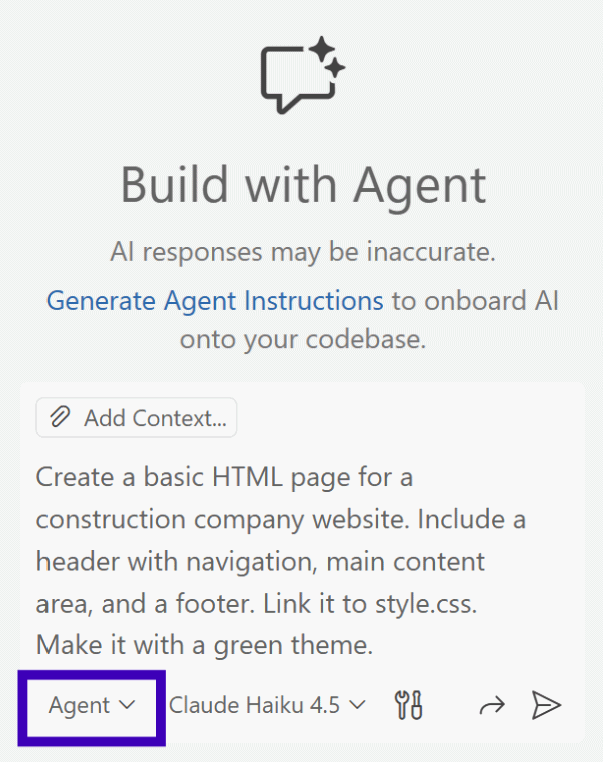 Build with Agent
AI responses may be inaccurate.
Generate Agent Instructions to onboard AI
onto your codebase.
Add Context...
Create a basic HTML page for a
construction company website. Include a
header with navigation, main content
area, and a footer. Link it to style.css.
Make it with a green theme.
Agent Claude Haiku 4.5